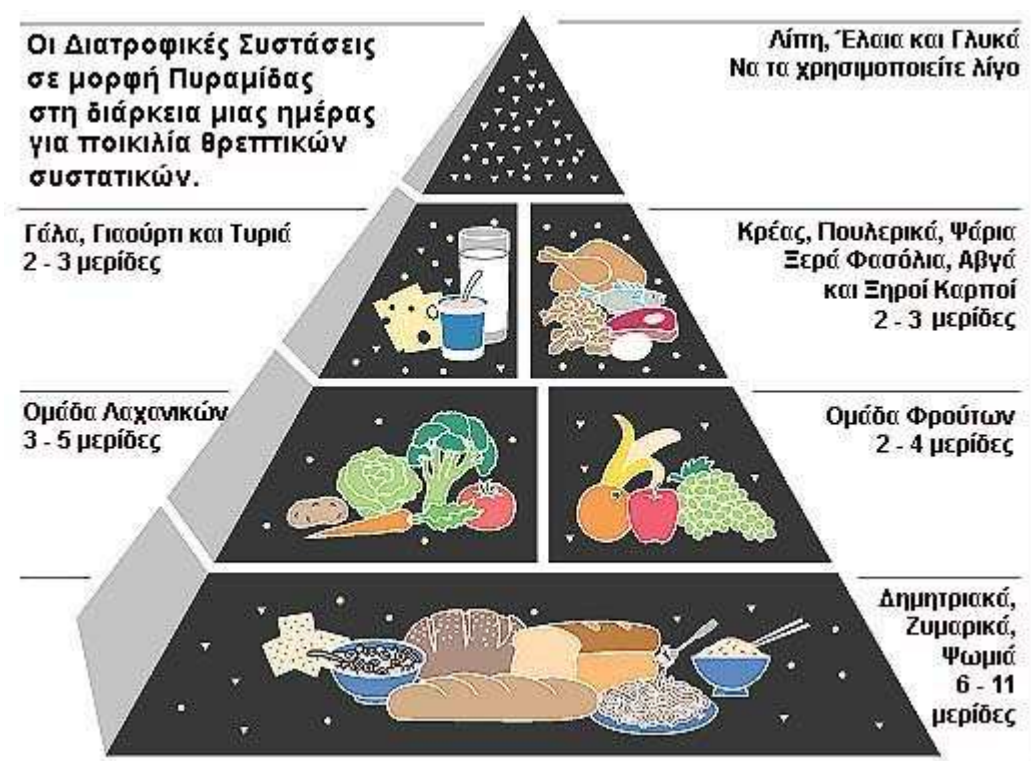 Οι Διατροφικές Συστάσεις
σε μορφή Πυραμίδας
στη διάρκεια μιας ημέρας
για ποικιλία θρεπτικών
συστατικών.
Λίπη, Έλαια και Γλυκά
Να τα χρησιμοποιείτε λίγο
Γάλα, Γιαούρτι και Τυριά
2 - 3 μερίδες
Κρέας, Πουλερικά, Ψάρια
Ξερά Φασόλια, Αβγά
και Ξηροί Καρποί
2 - 3 μερίδες
Ομάδα Λαχανικών
3 - 5 μερίδες
Ομάδα Φρούτων
2 - 4 μερίδες
Δημητριακά,
Ζυμαρικά,
Ψωμιά
6 - 11
μερίδες